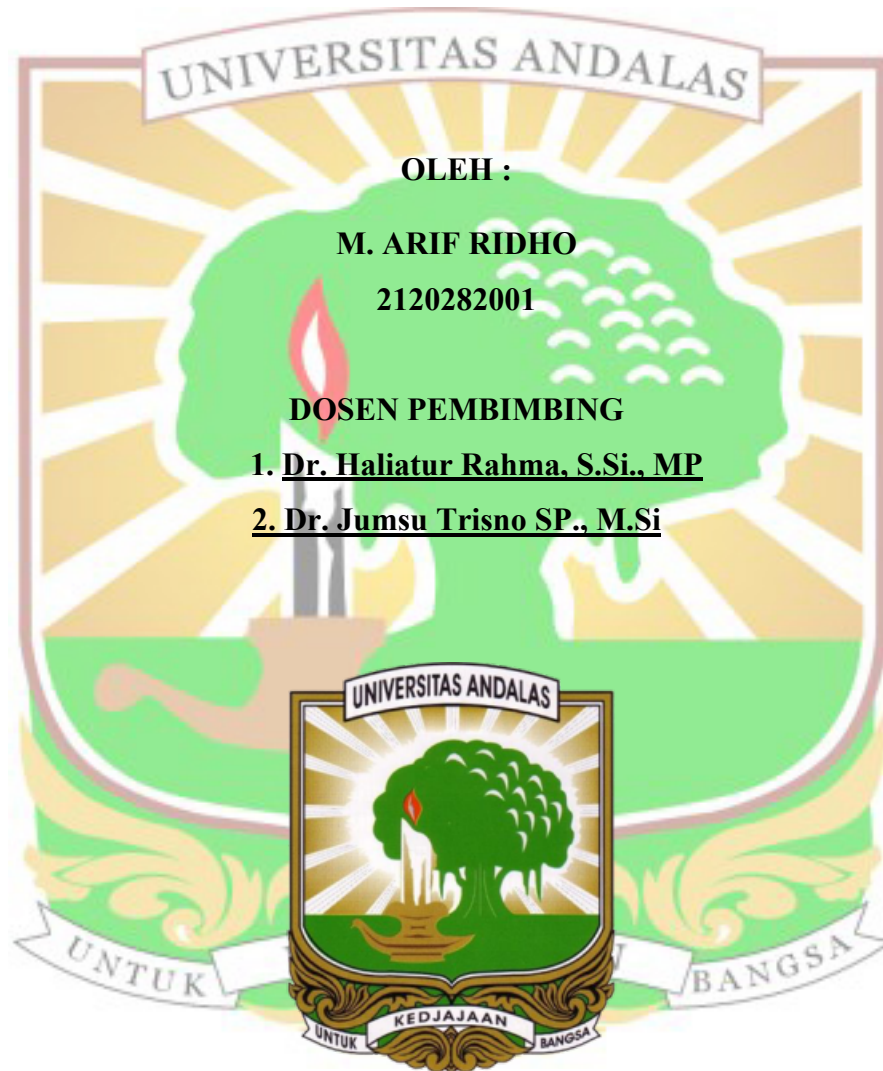 UNIVERSITAS ANDALAS
OLEH :
M. ARIF RIDHO
2120282001
DOSEN PEMBIMBING
1. Dr. Haliatur Rahma, S.Si., MP
2. Dr. Jumsu Trisno SP., M.Si
UNIVERSITAS ANDALAS
UNTUK KEDJAJAAN BANGSA
UNTUK BANGSA